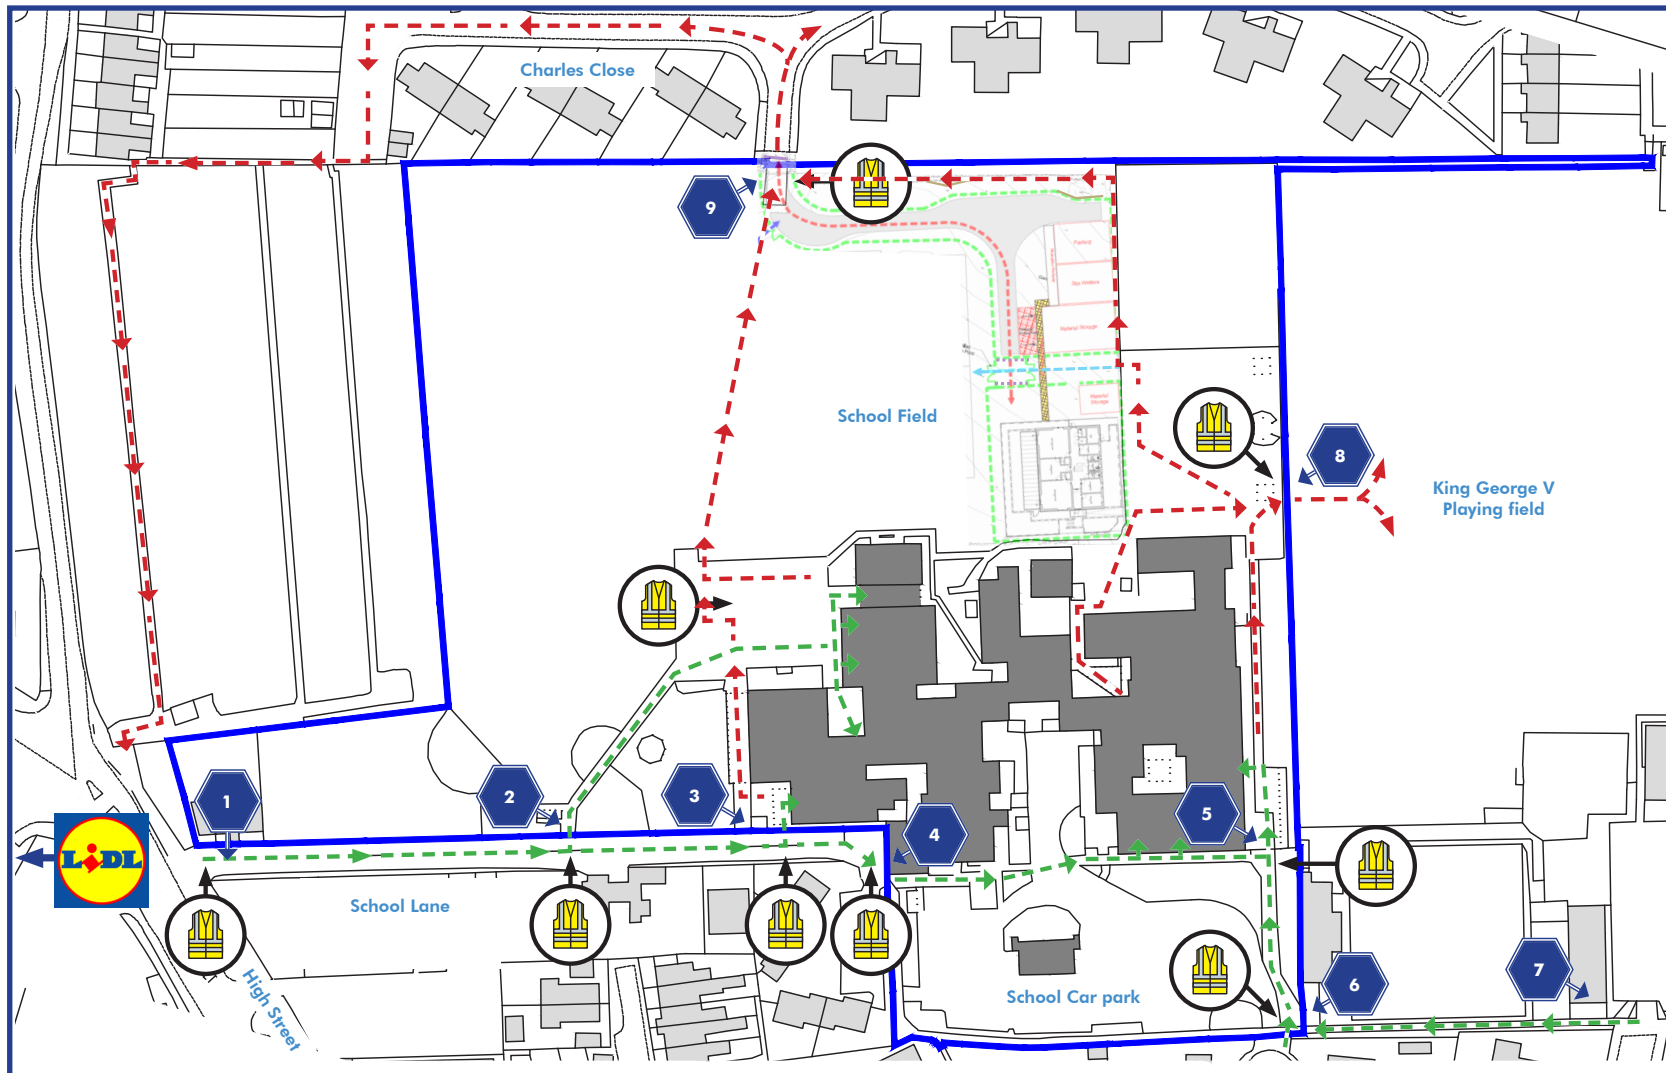 Charles Close
9
School Field
8
King George V
Playing field
Parking
1
2
3
4
5
LiDL
School Lane
High Street
School Car park
6
7